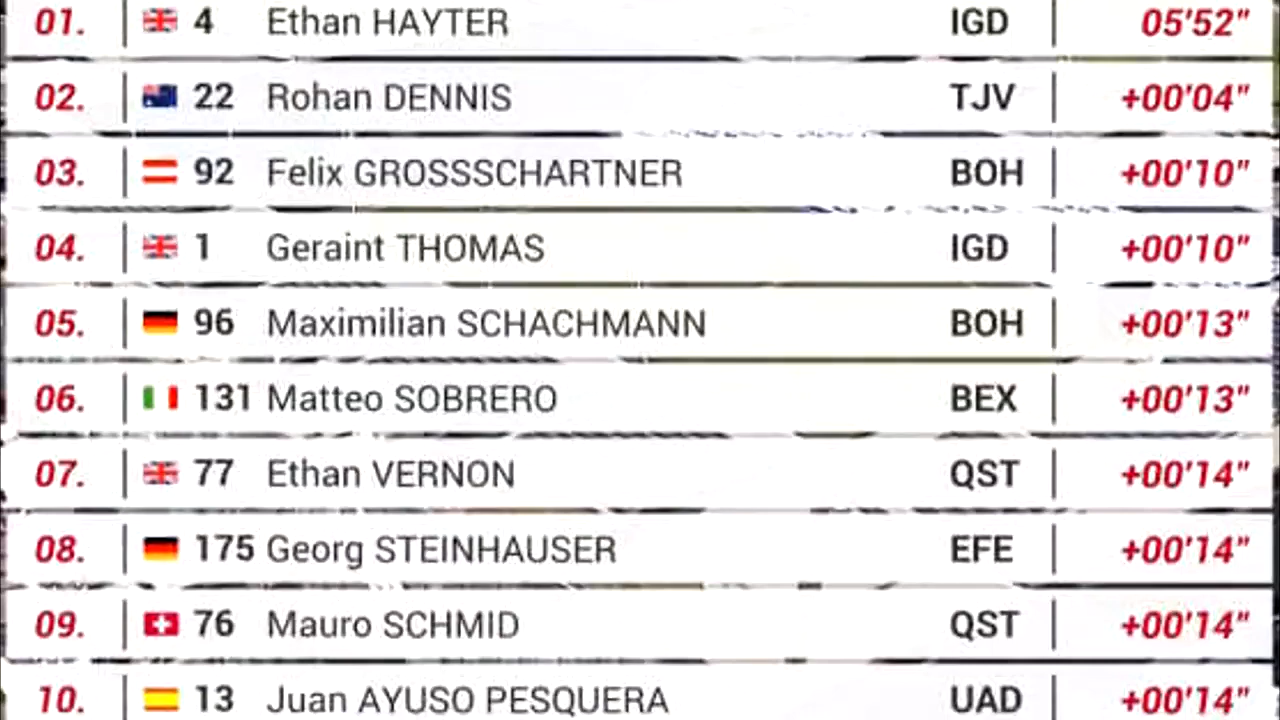 01. 4 Ethan HAYTER IGD 05'52"
02. 22 Rohan DENNIS TJV +00'04"
03. 92 Felix GROSSSCHARTNER BOH +00'10"
04. 1 Geraint THOMAS IGD +00'10"
05. 96 Maximilian SCHACHMANN BOH +00'13"
06. 131 Matteo SOBRERO BEX +00'13"
07. 77 Ethan VERNON QST +00'14"
08. 175 Georg STEINHAUSER EFE +00'14"
09. 76 Mauro SCHMID QST +00'14"
10. 13 Juan AYUSO PESQUERA UAD +00'14"